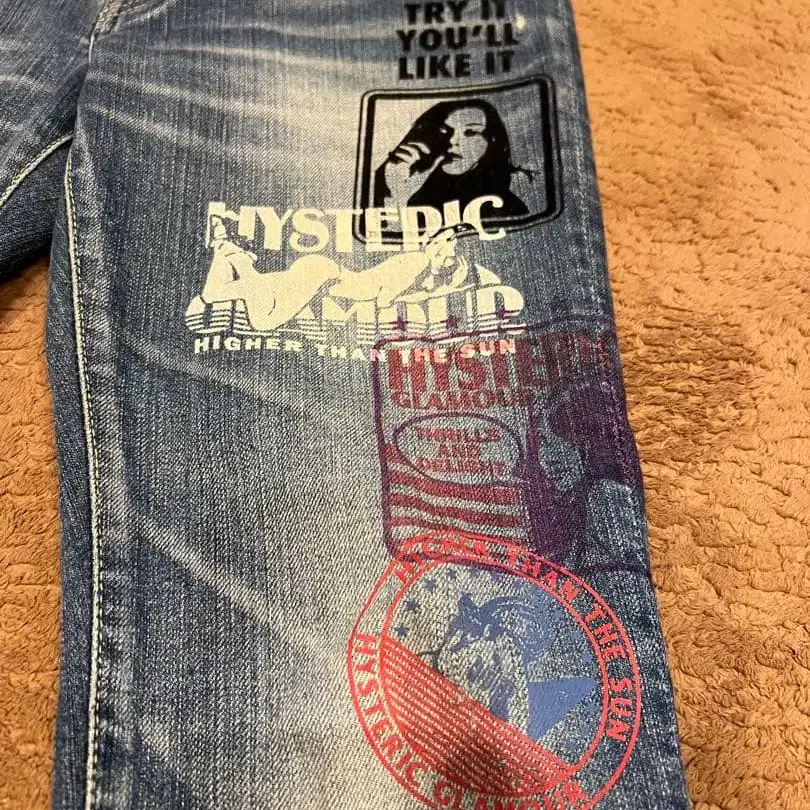 TRY IT
YOU'LL
LIKE IT
HYSTERIC
GLAMOUR
HIGHER THAN THE SUN
HYSTERIC
GLAMOUR
THRILLS
AND
DELIGHT
HIGHER THAN THE SUN
HYSTERIC GLAMOUR